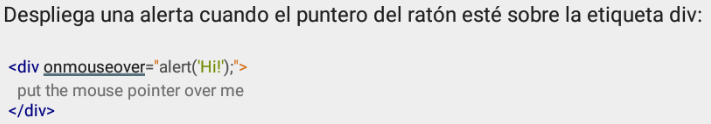 Despliega una alerta cuando el puntero del ratón esté sobre la etiqueta div:
<div onmouseover="alert('Hi!');">
put the mouse pointer over me
</div>